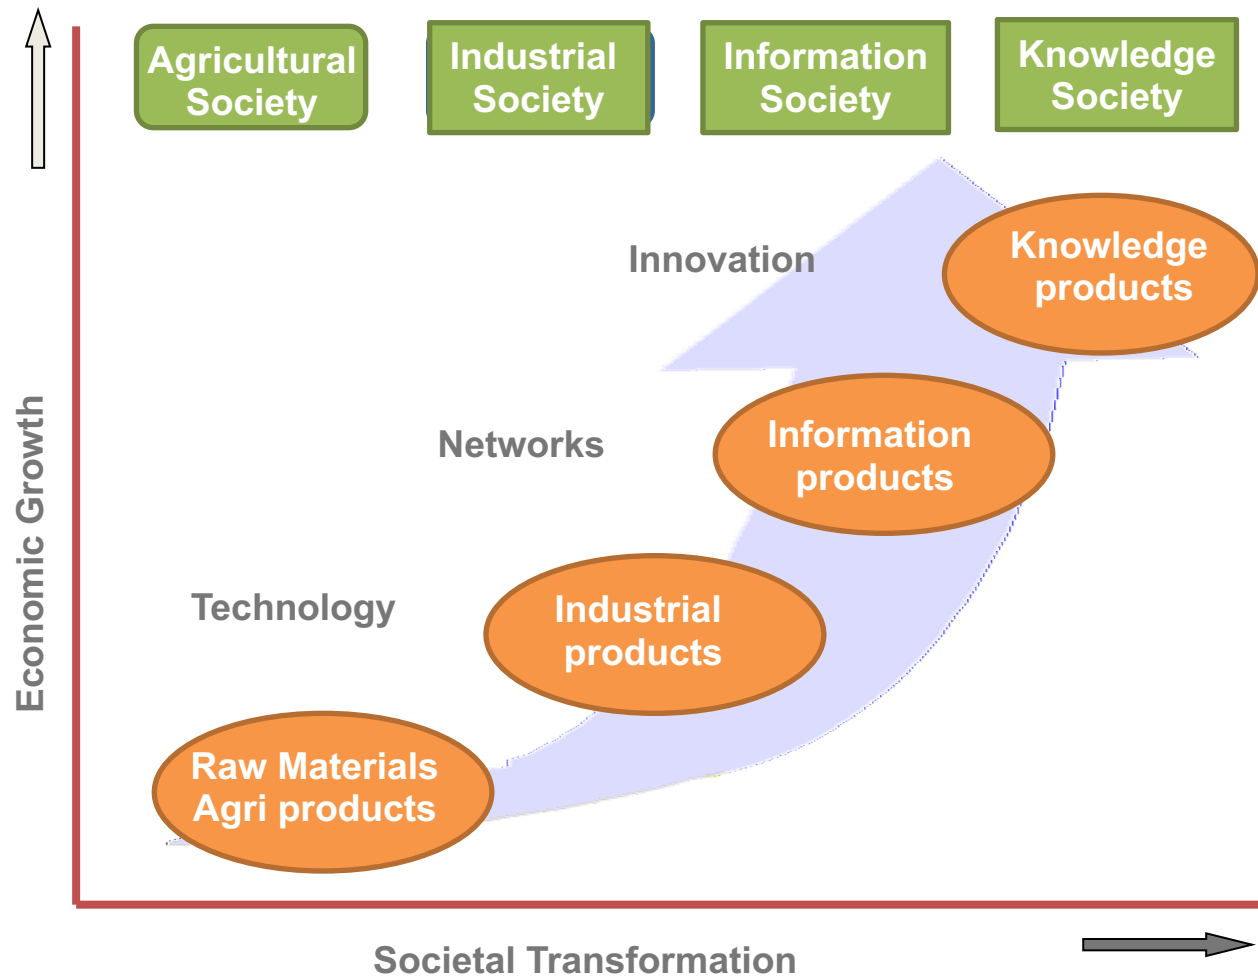 Agricultural
Society
Industrial
Society
Information
Society
Knowledge
Society
Innovation
Knowledge
products
Networks
Information
products
Technology
Industrial
products
Raw Materials
Agri products
Economic Growth
Societal Transformation